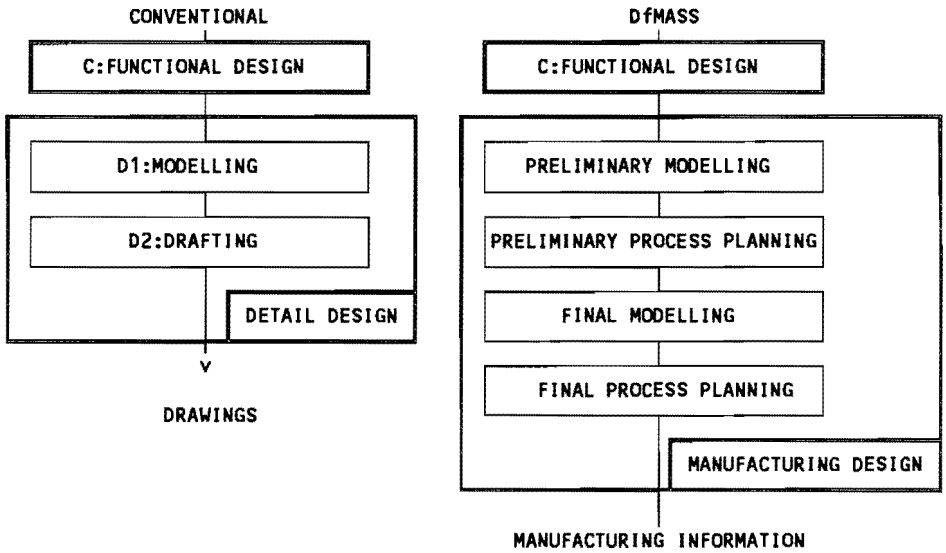 CONVENTIONAL
C:FUNCTIONAL DESIGN
D1:MODELLING
D2:DRAFTING
DETAIL DESIGN
DRAWINGS
DfMASS
C:FUNCTIONAL DESIGN
PRELIMINARY MODELLING
PRELIMINARY PROCESS PLANNING
FINAL MODELLING
FINAL PROCESS PLANNING
MANUFACTURING DESIGN
MANUFACTURING INFORMATION